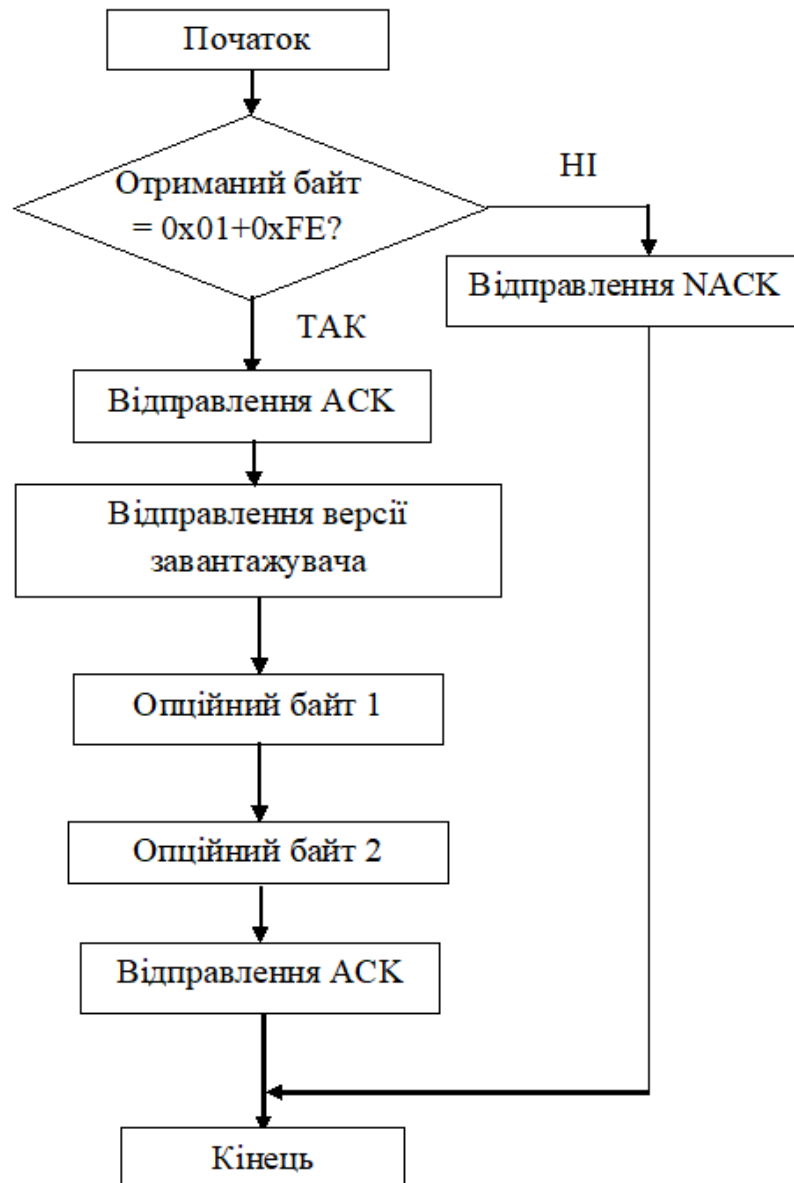 Початок
Отриманий байт
= 0x01+0xFE?
НІ
Відправлення NACK
ТАК
Відправлення ACK
Відправлення версії
завантажувача
Опційний байт 1
Опційний байт 2
Відправлення ACK
Кінець